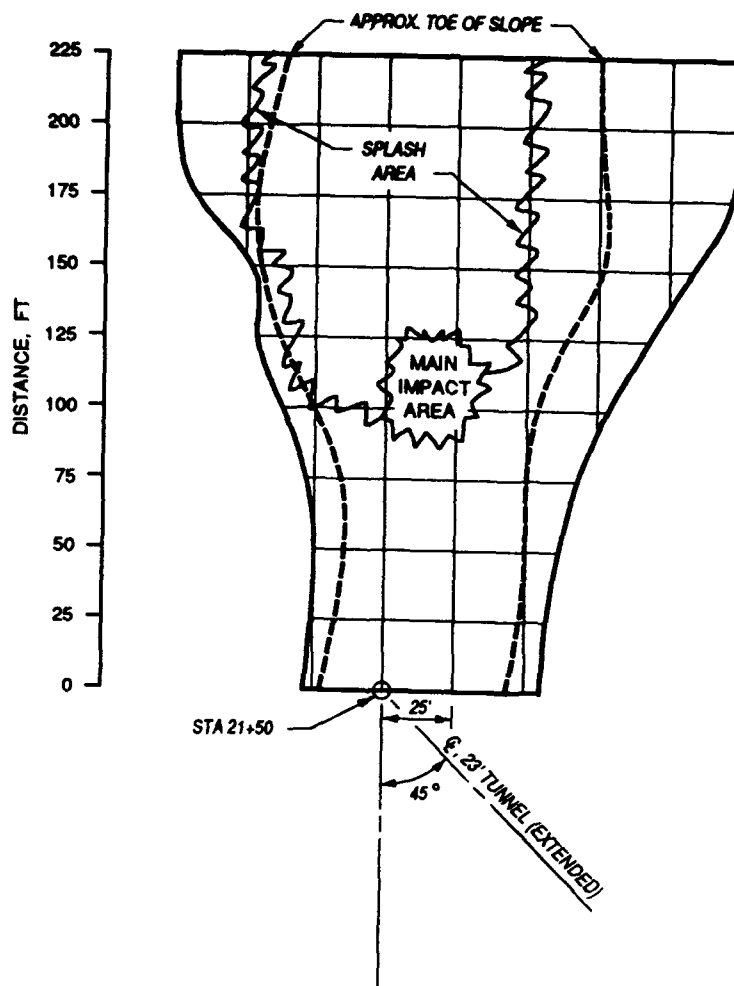 APPROX. TOE OF SLOPE
225
200
175
150
125
100
75
50
25
0
DISTANCE, FT
SPLASH
AREA
MAIN
IMPACT
AREA
STA 21+50
25'
45°
℄, 23' TUNNEL (EXTENDED)